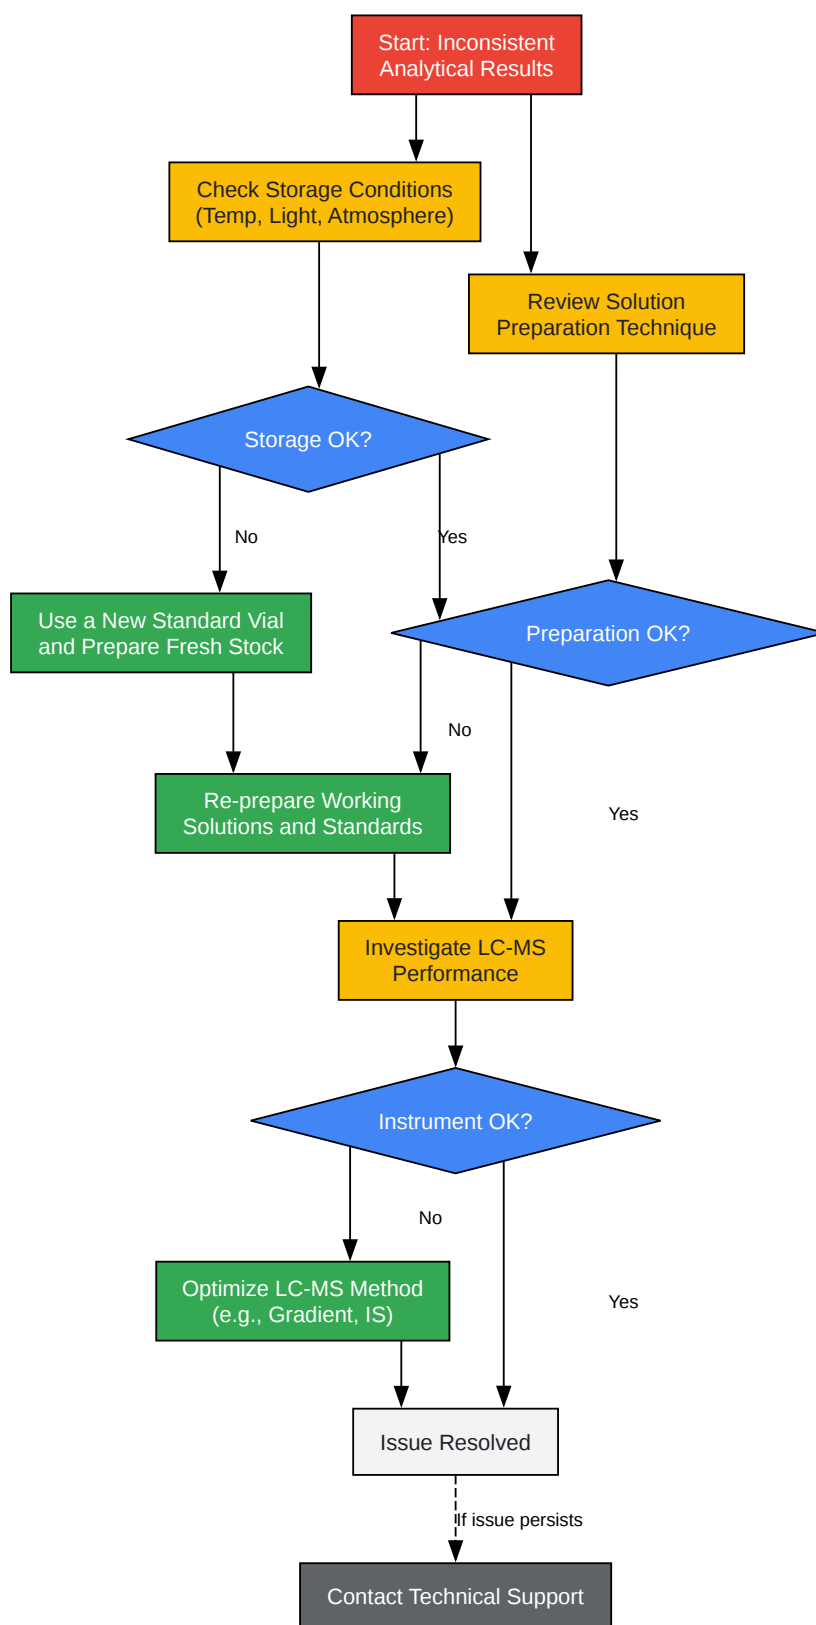 Start: Inconsistent
Analytical Results
Check Storage Conditions
(Temp, Light, Atmosphere)
Review Solution
Preparation Technique
Storage OK?
No
Yes
Use a New Standard Vial
and Prepare Fresh Stock
Preparation OK?
No
Re-prepare Working
Solutions and Standards
Yes
Investigate LC-MS
Performance
Instrument OK?
No
Optimize LC-MS Method
(e.g., Gradient, IS)
Yes
Issue Resolved
If issue persists
Contact Technical Support